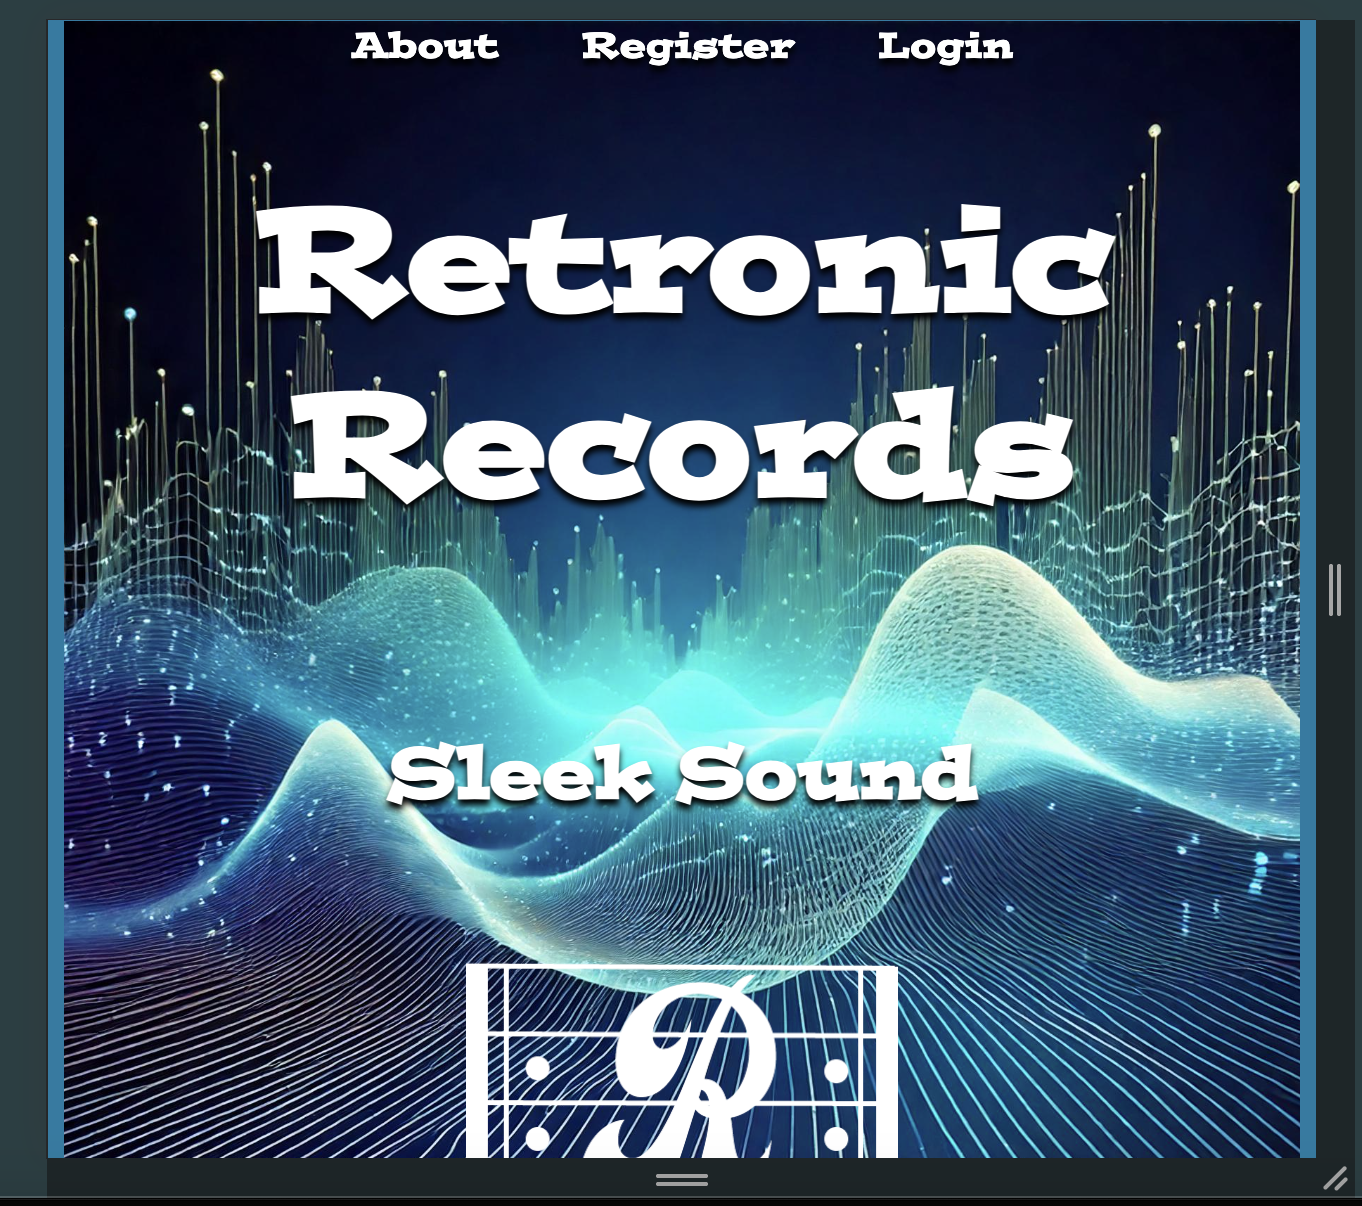 About Register Login
Retronic
Records
Sleek Sound
R